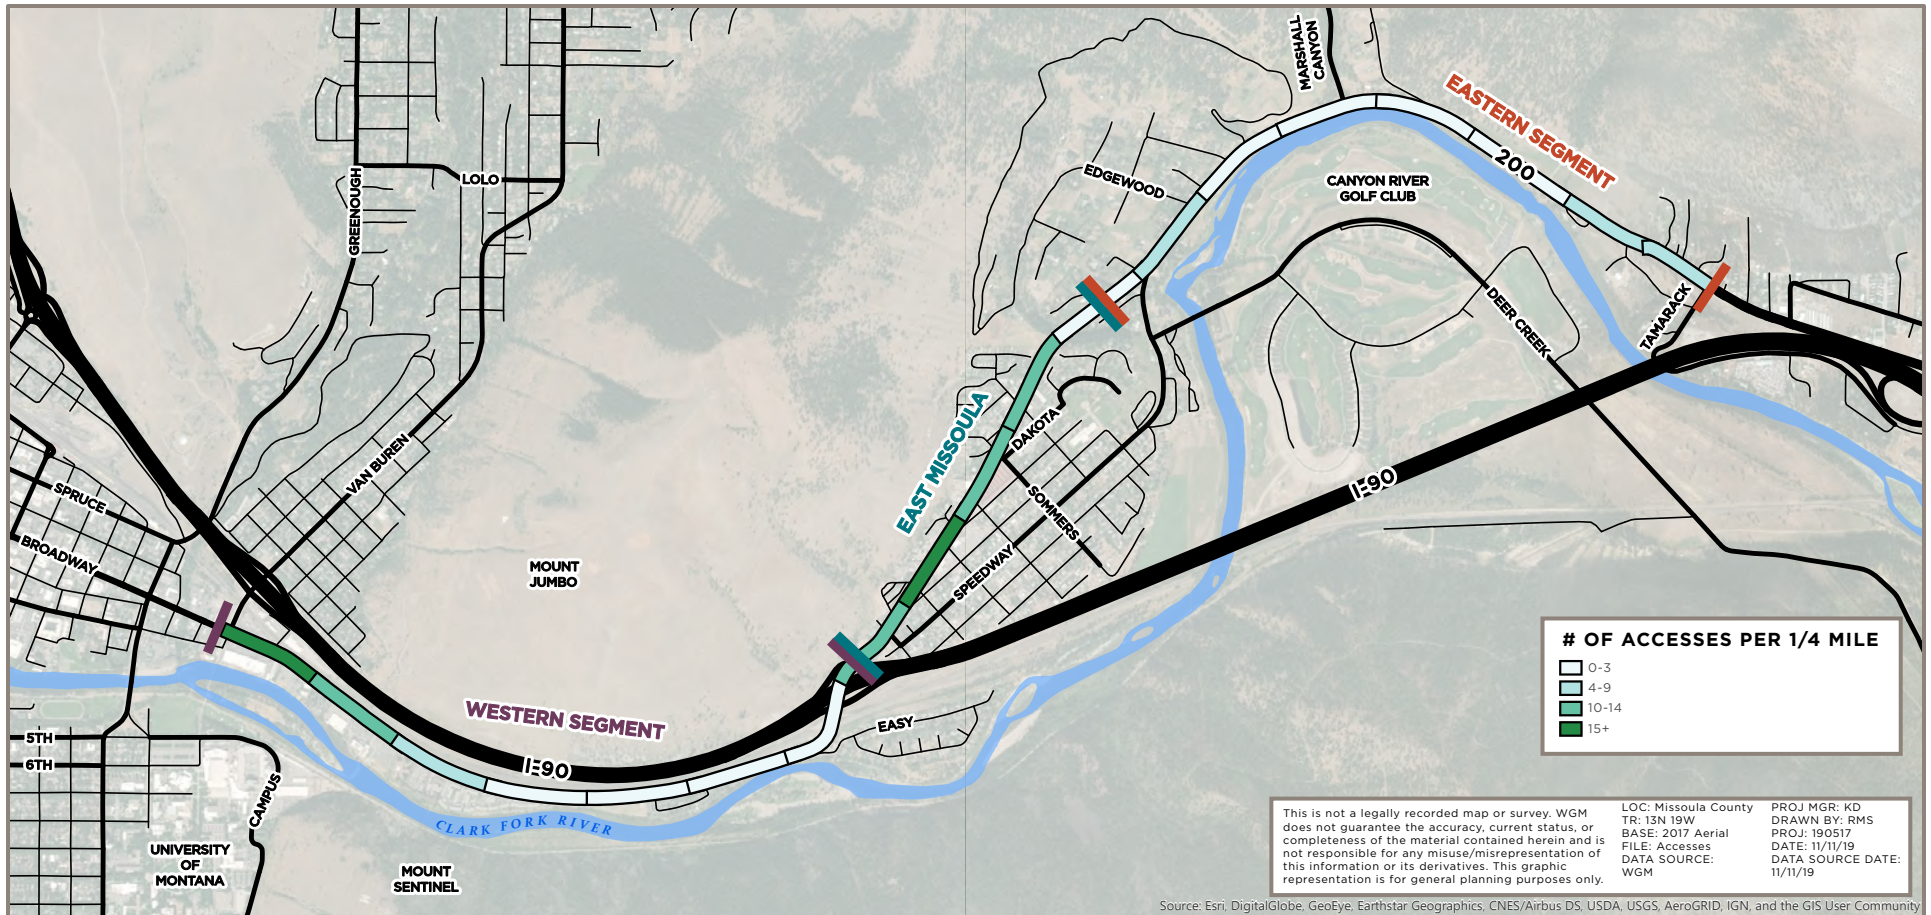 MARSHALL
CANYON
EASTERN SEGMENT
200
GREENOUGH
LOLO
EDGEWOOD
CANYON RIVER
GOLF CLUB
DEER CREEK
TAMARACK
VAN BUREN
EAST MISSOULA
DAKOTA
SOMMERS
SPEEDWAY
I-90
SPRUCE
BROADWAY
MOUNT
JUMBO
WESTERN SEGMENT
EASY
I-90
5TH
6TH
CAMPUS
CLARK FORK RIVER
UNIVERSITY
OF
MONTANA
MOUNT
SENTINEL
# OF ACCESSES PER 1/4 MILE
0-3
4-9
10-14
15+
This is not a legally recorded map or survey. WGM
does not guarantee the accuracy, current status, or
completeness of the material contained herein and is
not responsible for any misuse/misrepresentation of
this information or its derivatives. This graphic
representation is for general planning purposes only.
LOC: Missoula County
TR: 13N 19W
BASE: 2017 Aerial
FILE: Accesses
DATA SOURCE:
WGM
PROJ MGR: KD
DRAWN BY: RMS
PROJ: 190517
DATE: 11/11/19
DATA SOURCE DATE:
11/11/19
Source: Esri, DigitalGlobe, GeoEye, Earthstar Geographics, CNES/Airbus DS, USDA, USGS, AeroGRID, IGN, and the GIS User Community